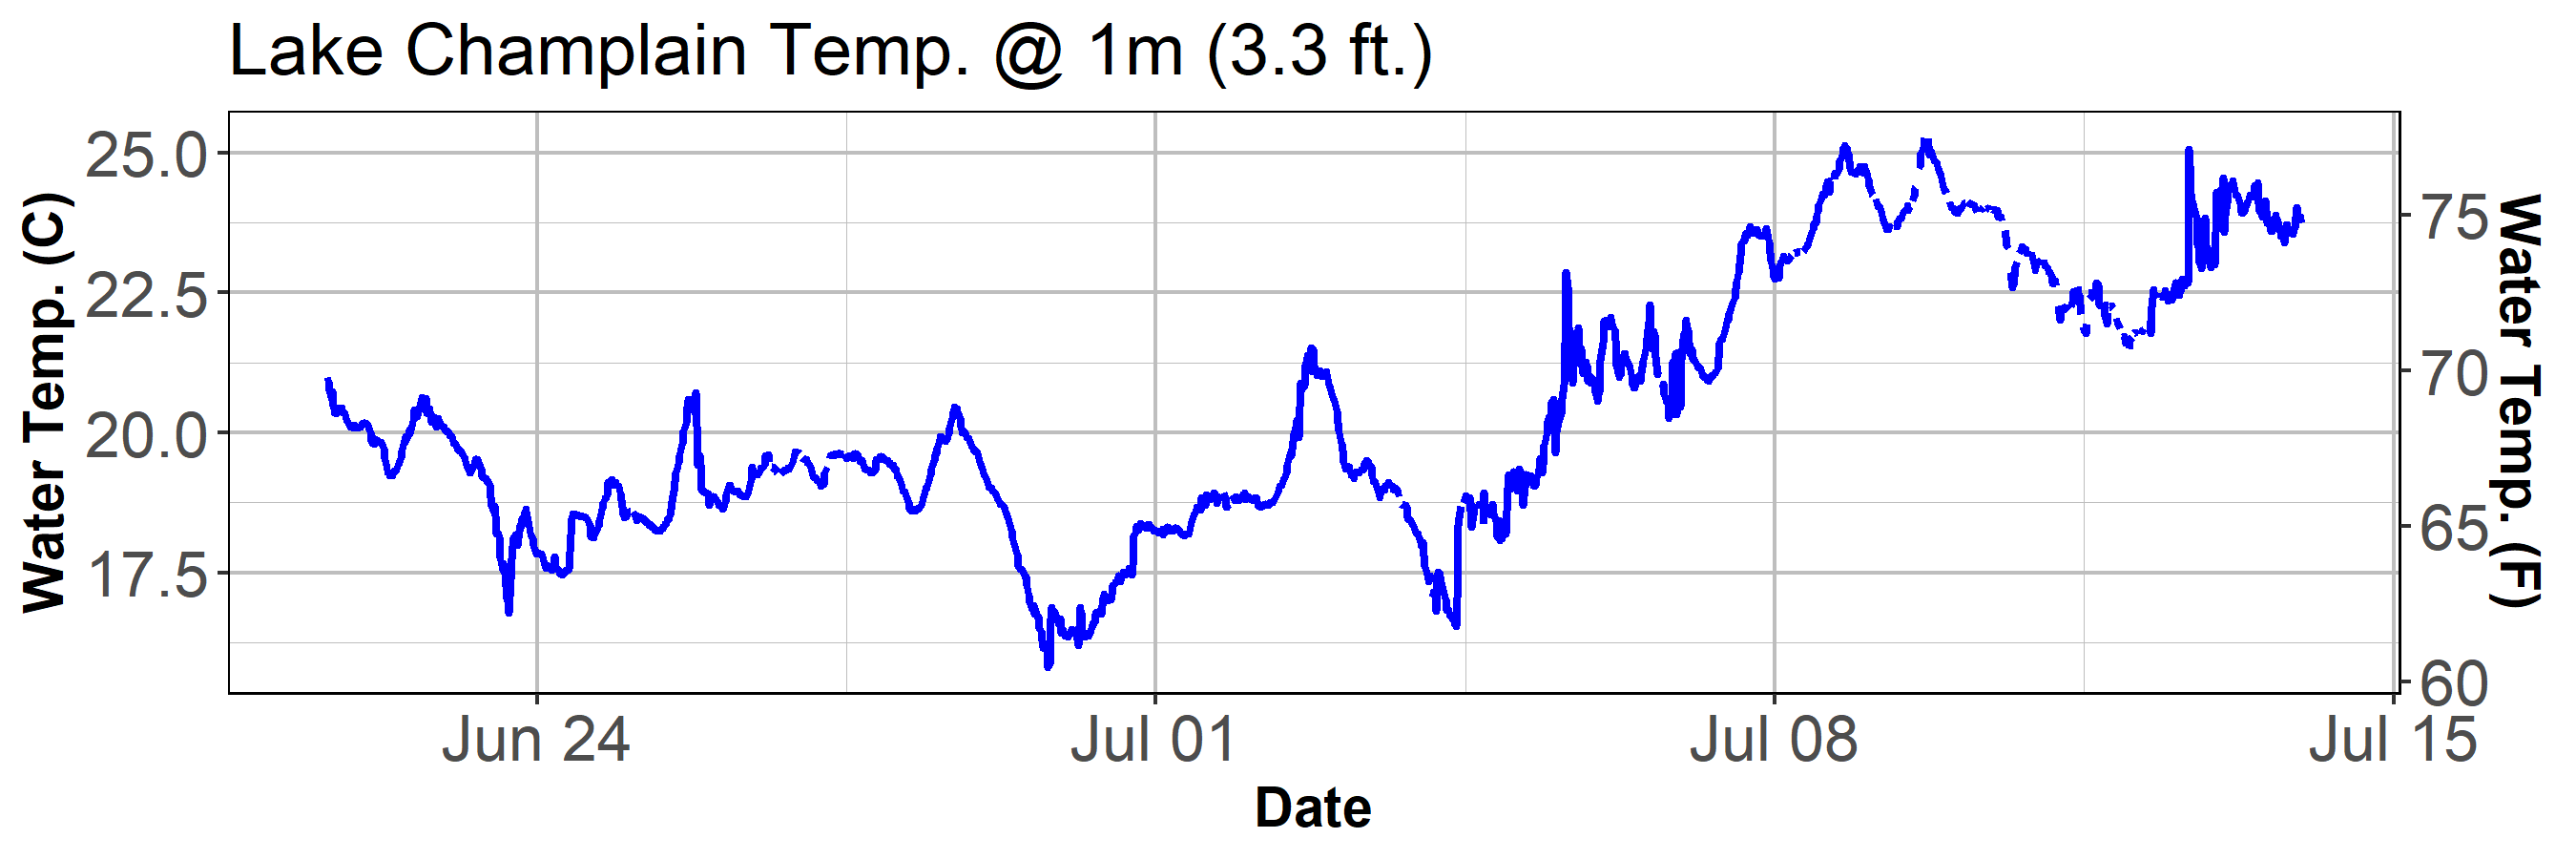 Lake Champlain Temp. @ 1m (3.3 ft.)
Water Temp. (C)
25.0
22.5
20.0
17.5
75
70
65
60
Water Temp. (F)
Jun 24
Jul 01
Jul 08
Jul 15
Date